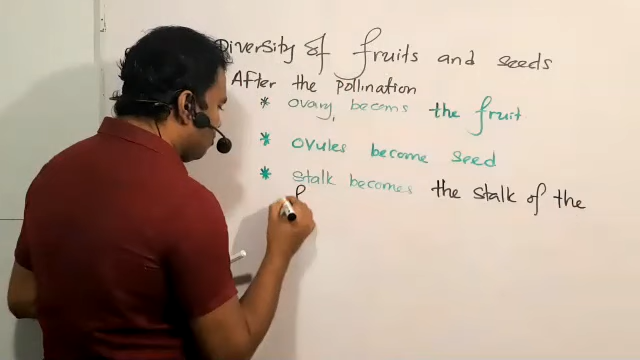 Diversity of fruits and seeds
After the pollination
* ovary becoms the fruit
* ovules become seed
* stalk becomes the stalk of the
f